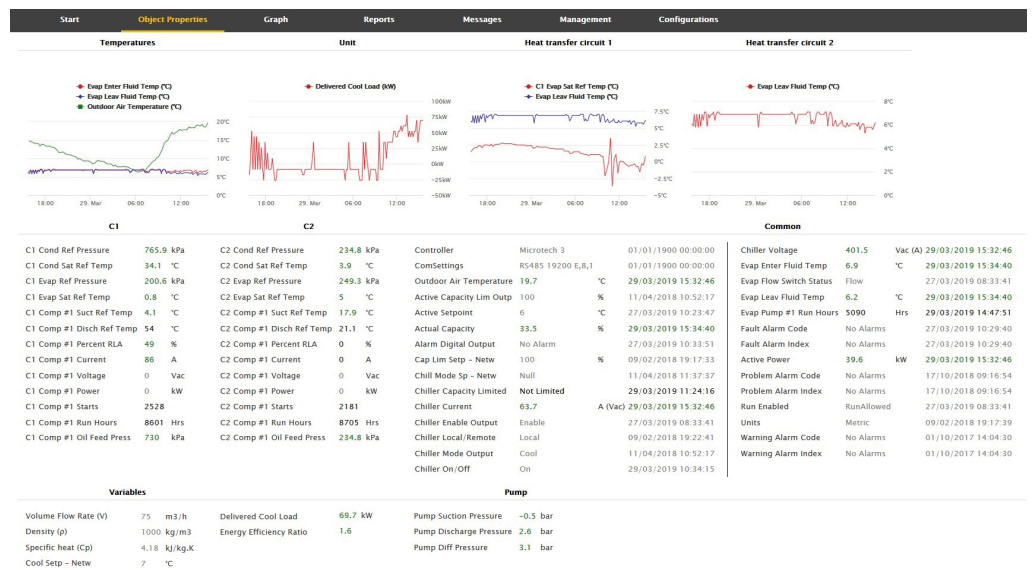 Start Object Properties Graph Reports Messages Management Configurations
Temperatures Unit Heat transfer circuit 1 Heat transfer circuit 2
Evap Enter Fluid Temp (°C)
Evap Leav Fluid Temp (°C)
Outdoor Air Temperature (°C)
20°C
15°C
10°C
5°C
0°C
18:00 29. Mar 06:00 12:00
Delivered Cool Load (kW)
100kW
75kW
50kW
25kW
0kW
−25kW
−50kW
18:00 29. Mar 06:00 12:00
C1 Evap Sat Ref Temp (°C)
Evap Leav Fluid Temp (°C)
7.5°C
5°C
2.5°C
0°C
−2.5°C
−5°C
18:00 29. Mar 06:00 12:00
Evap Leav Fluid Temp (°C)
8°C
6°C
4°C
2°C
0°C
18:00 29. Mar 06:00 12:00
C1
C1 Cond Ref Pressure 765.9 kPa
C1 Cond Sat Ref Temp 34.1 °C
C1 Evap Ref Pressure 200.6 kPa
C1 Evap Sat Ref Temp 0.8 °C
C1 Comp #1 Suct Ref Temp 4.1 °C
C1 Comp #1 Disch Ref Temp 54 °C
C1 Comp #1 Percent RLA 49 %
C1 Comp #1 Current 86 A
C1 Comp #1 Voltage 0 Vac
C1 Comp #1 Power 0 kW
C1 Comp #1 Starts 2528
C1 Comp #1 Run Hours 8601 Hrs
C1 Comp #1 Oil Feed Press 730 kPa
C2
C2 Cond Ref Pressure 234.8 kPa
C2 Cond Sat Ref Temp 3.9 °C
C2 Evap Ref Pressure 249.3 kPa
C2 Evap Sat Ref Temp 5 °C
C2 Comp #1 Suct Ref Temp 17.9 °C
C2 Comp #1 Disch Ref Temp 21.1 °C
C2 Comp #1 Percent RLA 0 %
C2 Comp #1 Current 0 A
C2 Comp #1 Voltage 0 Vac
C2 Comp #1 Power 0 kW
C2 Comp #1 Starts 2181
C2 Comp #1 Run Hours 8705 Hrs
C2 Comp #1 Oil Feed Press 234.8 kPa
Common
Controller Microtech 3 01/01/1900 00:00:00
ComSettings RS485 19200 E,8,1 01/01/1900 00:00:00
Outdoor Air Temperature 19.7 °C 29/03/2019 15:32:46
Active Capacity Lim Outp 100 % 11/04/2018 10:52:17
Active Setpoint 6 °C 27/03/2019 10:23:47
Actual Capacity 33.5 % 29/03/2019 15:34:40
Alarm Digital Output No Alarm 27/03/2019 10:33:51
Cap Lim Setp – Netw 100 % 09/02/2018 19:17:33
Chill Mode Sp – Netw Null 11/04/2018 11:37:37
Chiller Capacity Limited Not Limited 29/03/2019 11:24:16
Chiller Current 63.7 A (Vac) 29/03/2019 15:32:46
Chiller Enable Output Enable 27/03/2019 08:33:41
Chiller Local/Remote Local 09/02/2018 19:22:41
Chiller Mode Output Cool 11/04/2018 10:52:17
Chiller On/Off On 29/03/2019 10:34:15
Chiller Voltage 401.5 Vac (A) 29/03/2019 15:32:46
Evap Enter Fluid Temp 6.9 °C 29/03/2019 15:34:40
Evap Flow Switch Status Flow 27/03/2019 08:33:41
Evap Leav Fluid Temp 6.2 °C 29/03/2019 15:34:40
Evap Pump #1 Run Hours 5090 Hrs 29/03/2019 14:47:51
Fault Alarm Code No Alarms 27/03/2019 10:29:40
Fault Alarm Index No Alarms 27/03/2019 10:29:40
Active Power 39.6 kW 29/03/2019 15:32:46
Problem Alarm Code No Alarms 17/10/2018 09:16:54
Problem Alarm Index No Alarms 17/10/2018 09:16:54
Run Enabled RunAllowed 27/03/2019 08:33:41
Units Metric 09/02/2018 19:17:39
Warning Alarm Code No Alarms 01/10/2017 14:04:30
Warning Alarm Index No Alarms 01/10/2017 14:04:30
Variables
Volume Flow Rate (V) 75 m3/h
Density (ρ) 1000 kg/m3
Specific heat (Cp) 4.18 kJ/kg.K
Cool Setp – Netw 7 °C
Delivered Cool Load 69.7 kW
Energy Efficiency Ratio 1.6
Pump
Pump Suction Pressure −0.5 bar
Pump Discharge Pressure 2.6 bar
Pump Diff Pressure 3.1 bar